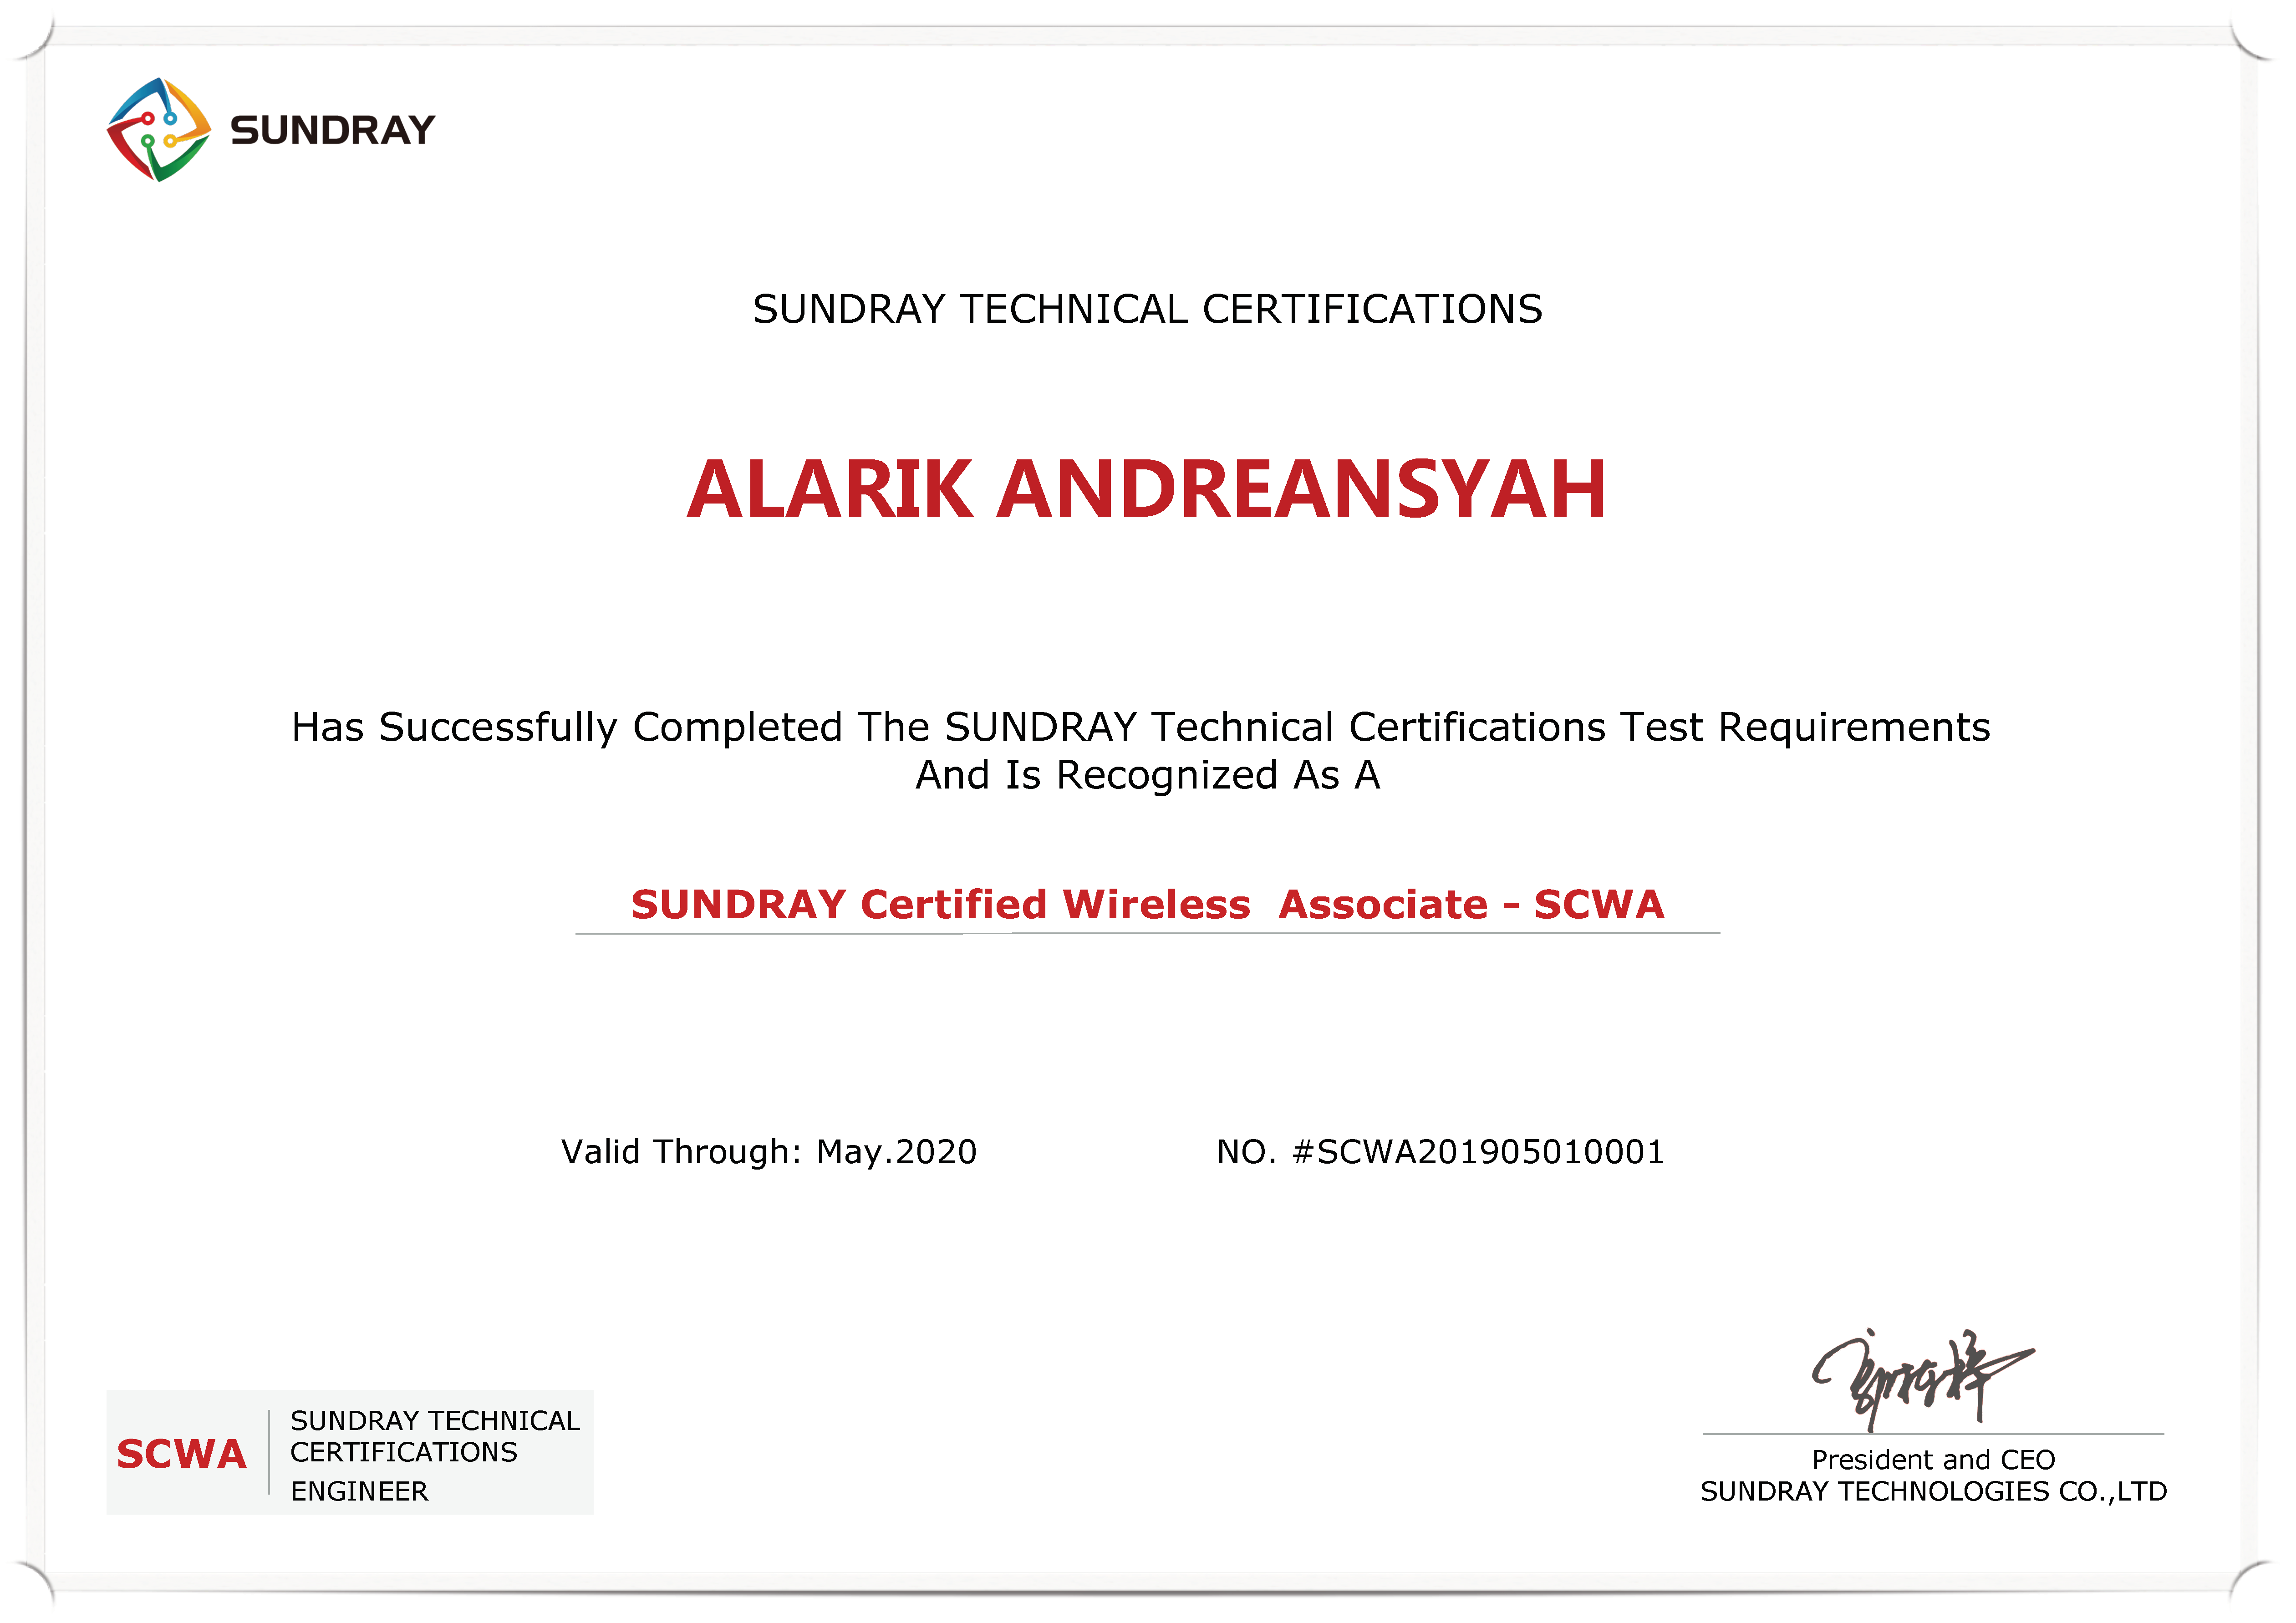 SUNDRAY
SUNDRAY TECHNICAL CERTIFICATIONS
ALARIK ANDREANSYAH
Has Successfully Completed The SUNDRAY Technical Certifications Test Requirements
And Is Recognized As A
SUNDRAY Certified Wireless  Associate - SCWA
Valid Through: May.2020
NO. #SCWA201905010001
SCWA
SUNDRAY TECHNICAL
CERTIFICATIONS
ENGINEER
President and CEO
SUNDRAY TECHNOLOGIES CO.,LTD